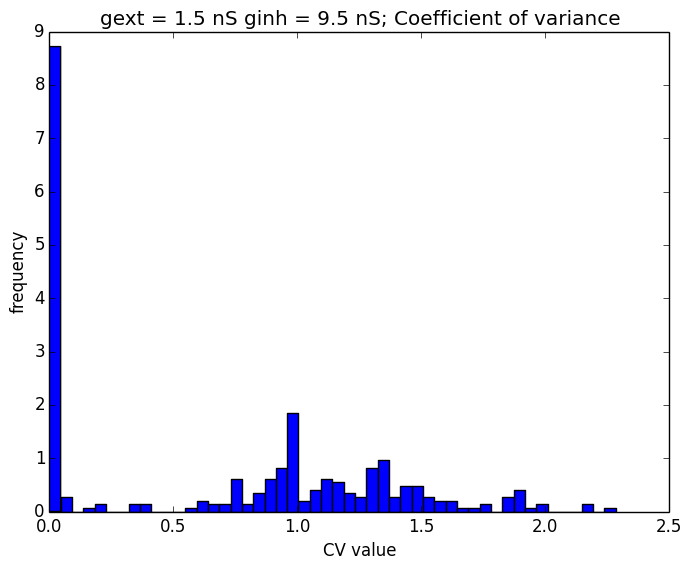 gext = 1.5 nS ginh = 9.5 nS; Coefficient of variance
9
8
7
6
5
4
3
2
1
0
frequency
0.0 0.5 1.0 1.5 2.0 2.5
CV value